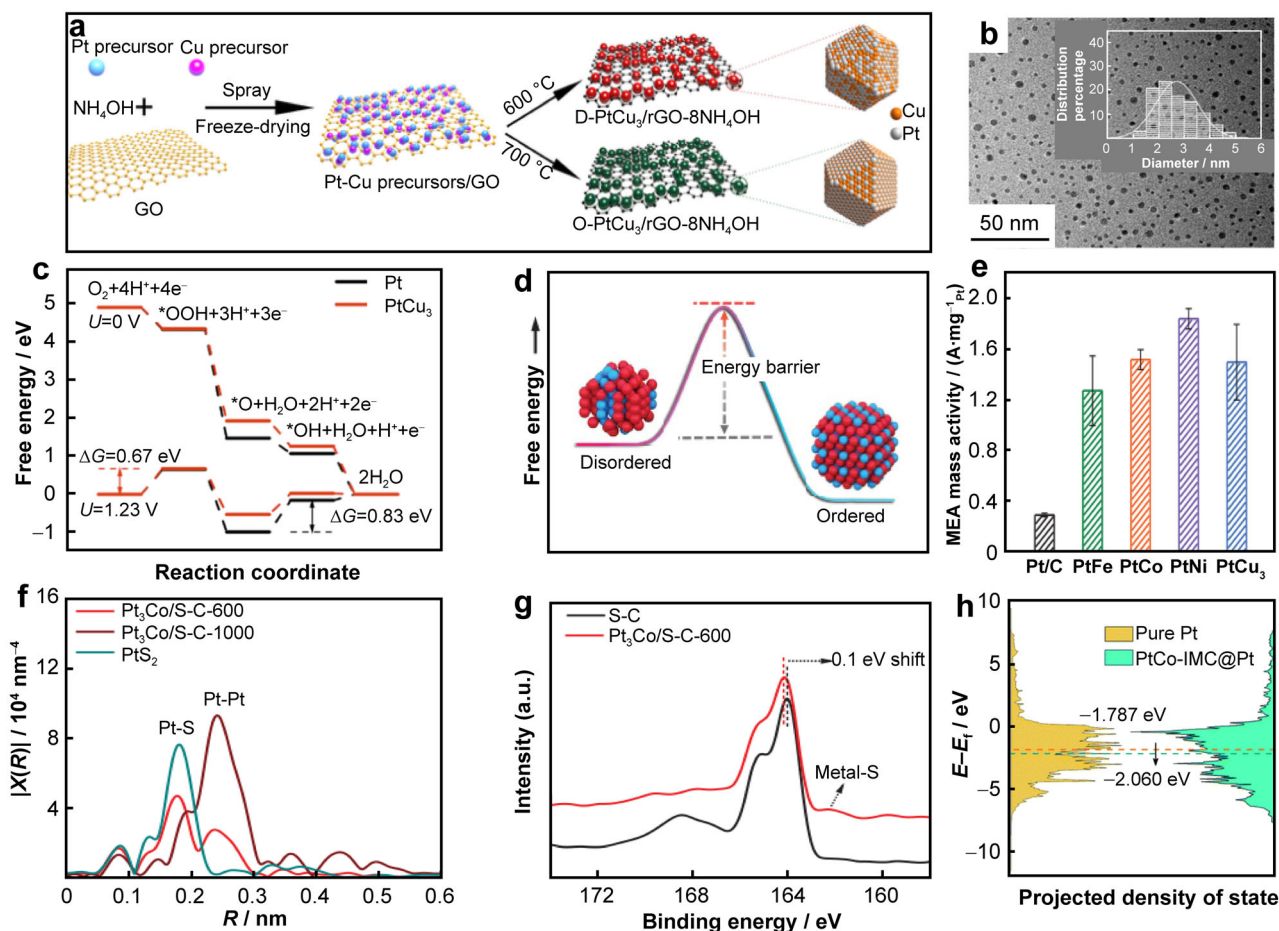 a
Pt precursor
Cu precursor
NH₄OH+
GO
Spray
Freeze-drying
Pt-Cu precursors/GO
600 °C
700 °C
D-PtCu₃/rGO-8NH₄OH
O-PtCu₃/rGO-8NH₄OH
Cu
Pt
b
Distribution
percentage
40
30
20
10
0
0 1 2 3 4 5 6
Diameter / nm
50 nm
c
Free energy / eV
5
4
3
2
1
0
−1
O₂+4H⁺+4e⁻
U=0 V
*OOH+3H⁺+3e⁻
Pt
PtCu₃
*O+H₂O+2H⁺+2e⁻
*OH+H₂O+H⁺+e⁻
ΔG=0.67 eV
2H₂O
U=1.23 V
ΔG=0.83 eV
Reaction coordinate
d
Free energy
Energy barrier
Disordered
Ordered
e
MEA mass activity / (A·mg⁻¹Pt)
2.0
1.6
1.2
0.8
0.4
0
Pt/C PtFe PtCo PtNi PtCu₃
f
|X(R)| / 10⁴ nm⁻⁴
16
12
8
4
Pt₃Co/S-C-600
Pt₃Co/S-C-1000
PtS₂
Pt-S
Pt-Pt
0 0.1 0.2 0.3 0.4 0.5 0.6
R / nm
g
Intensity (a.u.)
S-C
Pt₃Co/S-C-600
0.1 eV shift
Metal-S
172 168 164 160
Binding energy / eV
h
E−Ef / eV
10
5
0
−5
−10
Pure Pt
PtCo-IMC@Pt
−1.787 eV
−2.060 eV
Projected density of state